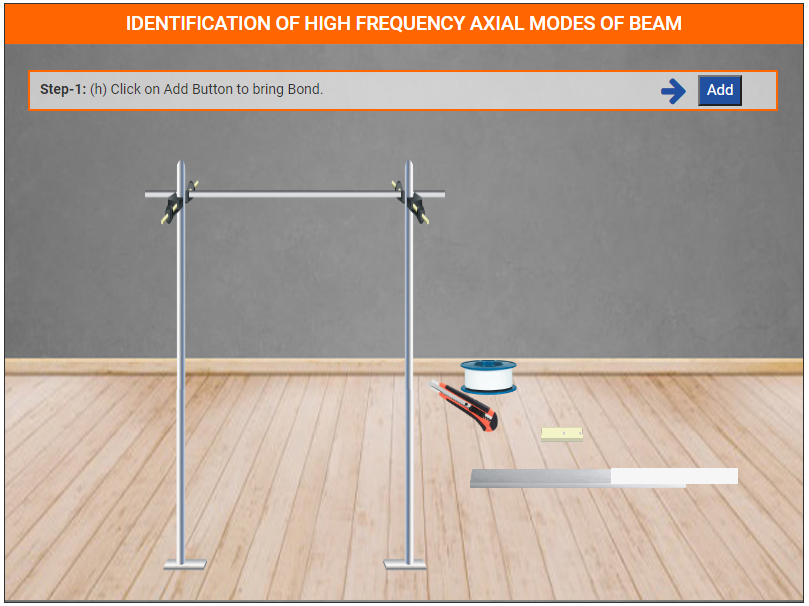 IDENTIFICATION OF HIGH FREQUENCY AXIAL MODES OF BEAM
Step-1: (h) Click on Add Button to bring Bond.
Add